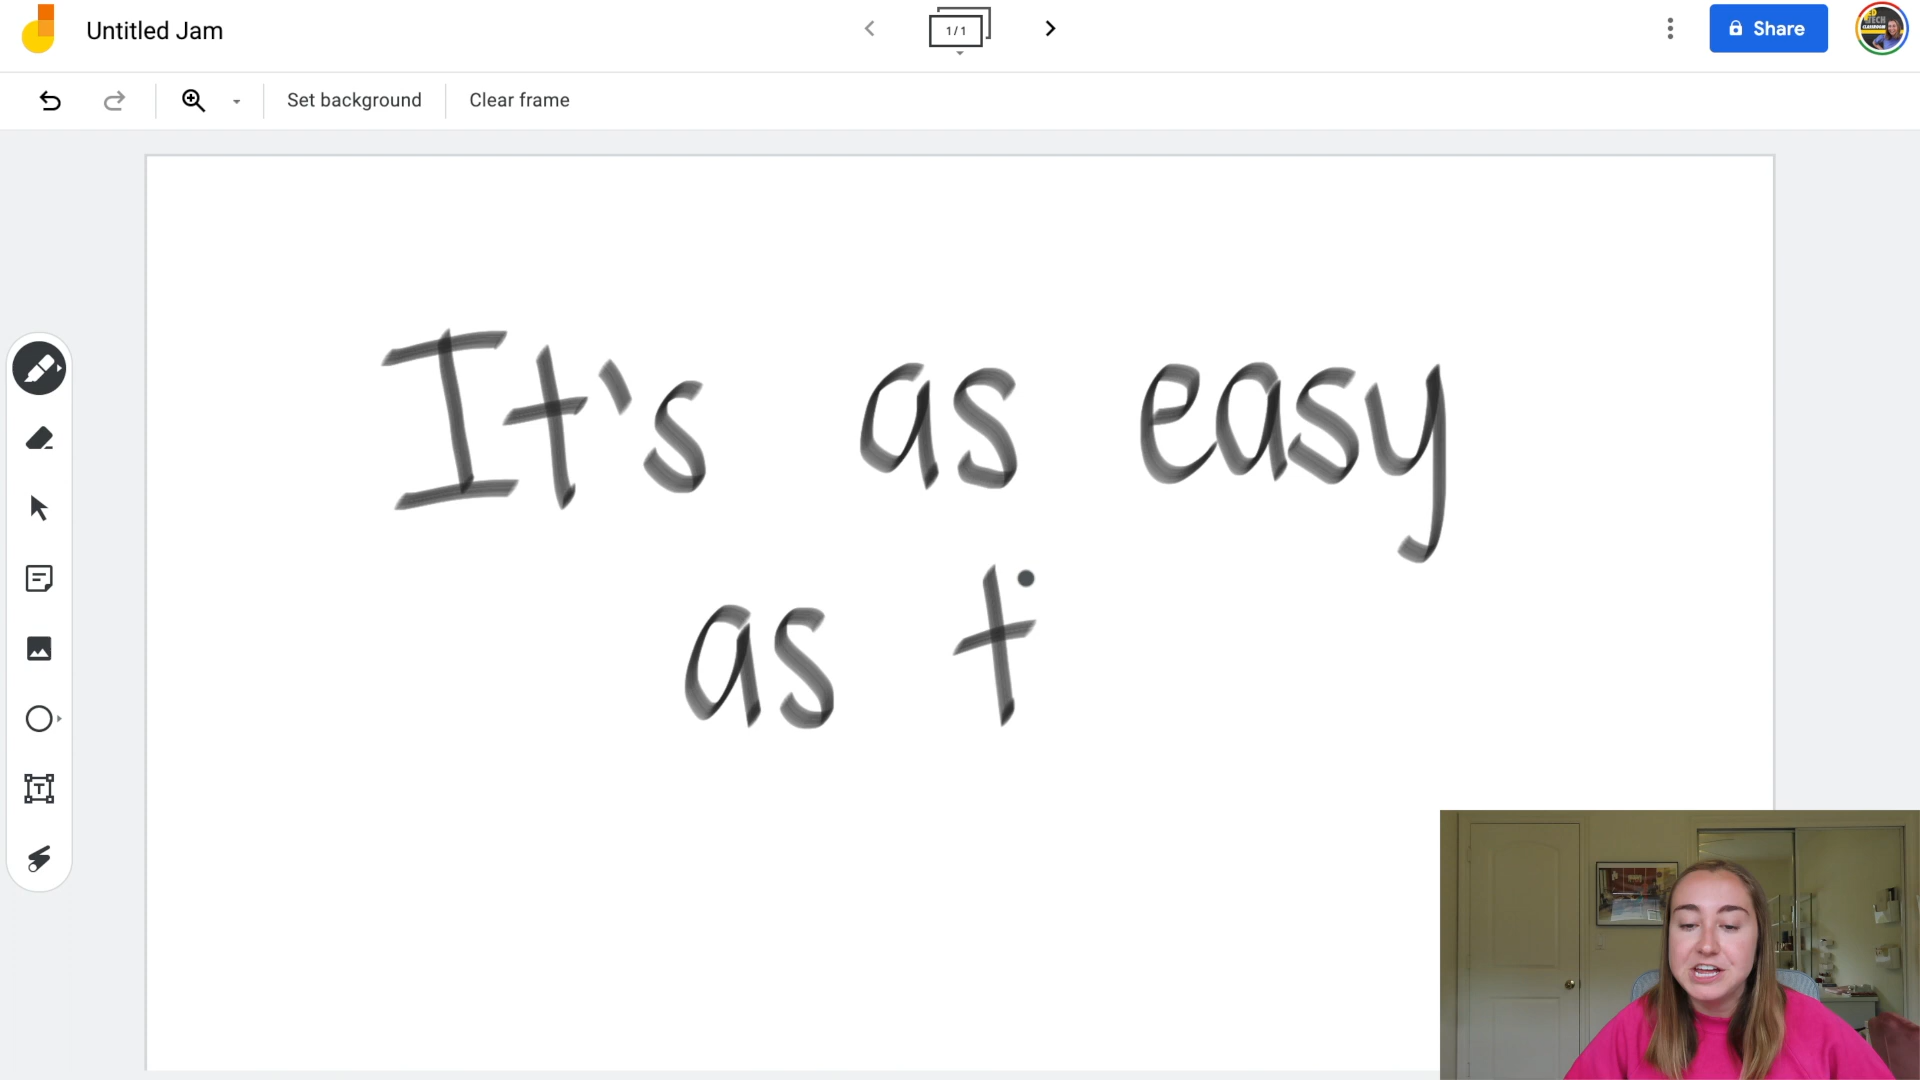 Untitled Jam
1/1
Share
Set background
Clear frame
It's as easy
as t